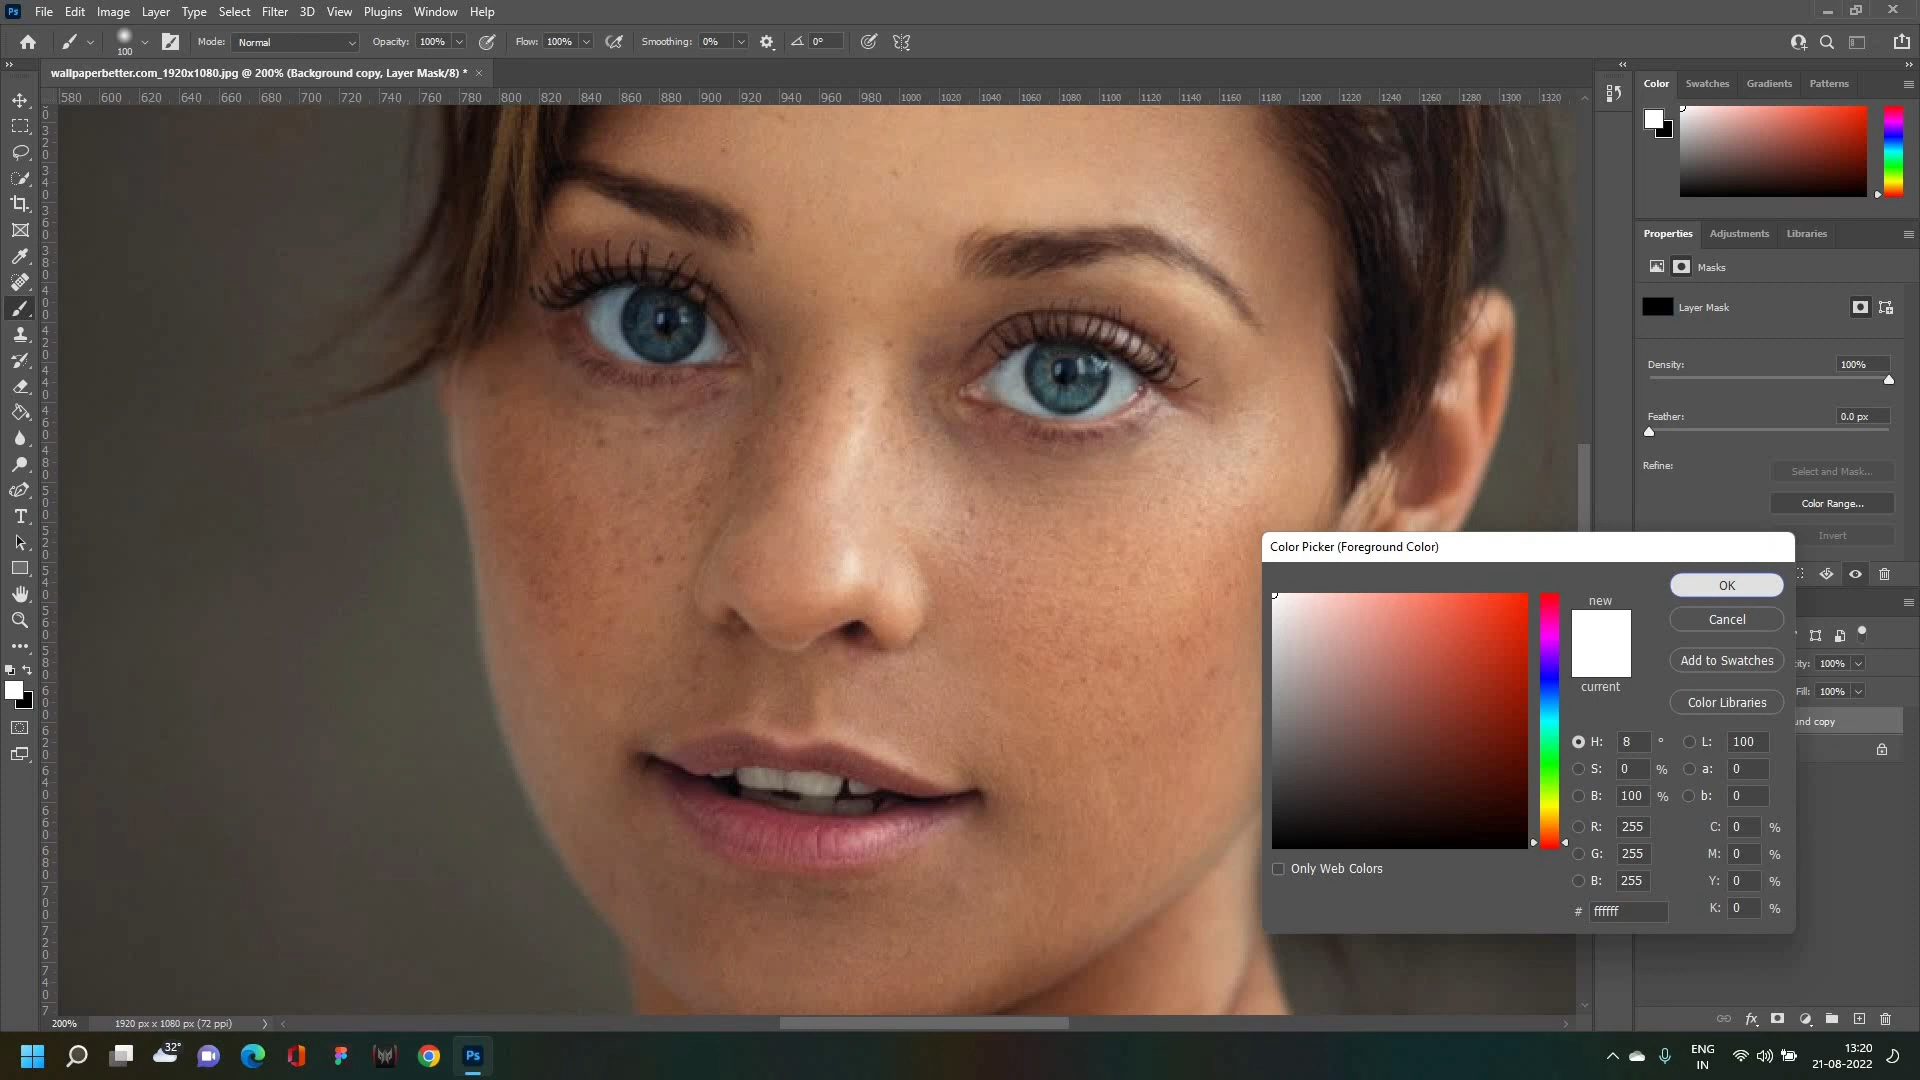 Ps File Edit Image Layer Type Select Filter 3D View Plugins Window Help
100 Mode: Normal Opacity: 100% Flow: 100% Smoothing: 0% 0°
wallpaperbetter.com_1920x1080.jpg @ 200% (Background copy, Layer Mask/8) * ×
580 600 620 640 660 680 700 720 740 760 780 800 820 840 860 880 900 920 940 960 980 1000 1020 1040 1060 1080 1100 1120 1140 1160 1180 1200 1220 1240 1260 1280 1300 1320
Color Swatches Gradients Patterns
Properties Adjustments Libraries
Masks
Layer Mask
Density: 100%
Feather: 0.0 px
Refine: Select and Mask...
Color Range...
Invert
Color Picker (Foreground Color)
new
current
OK
Cancel
Add to Swatches
Color Libraries
H: 8 ° L: 100
S: 0 % a: 0
B: 100 % b: 0
R: 255 C: 0 %
G: 255 M: 0 %
B: 255 Y: 0 %
# ffffff K: 0 %
Only Web Colors
100%
Fill: 100%
und copy
200% 1920 px x 1080 px (72 ppi)
fx
32°
Ps
ENG
IN
13:20
21-08-2022